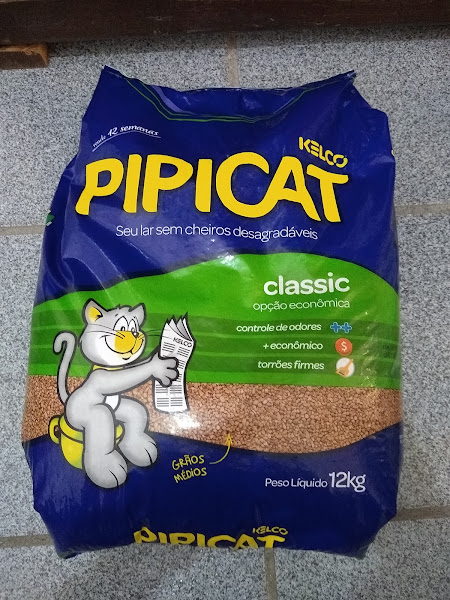 rende 12 semanas
KELCO
PIPICAT
Seu lar sem cheiros desagradáveis
classic
opção econômica
controle de odores ++
+ econômico $
torrões firmes
KELCO
GRÃOS
MÉDIOS
Peso Líquido 12kg
KELCO
PIPICAT